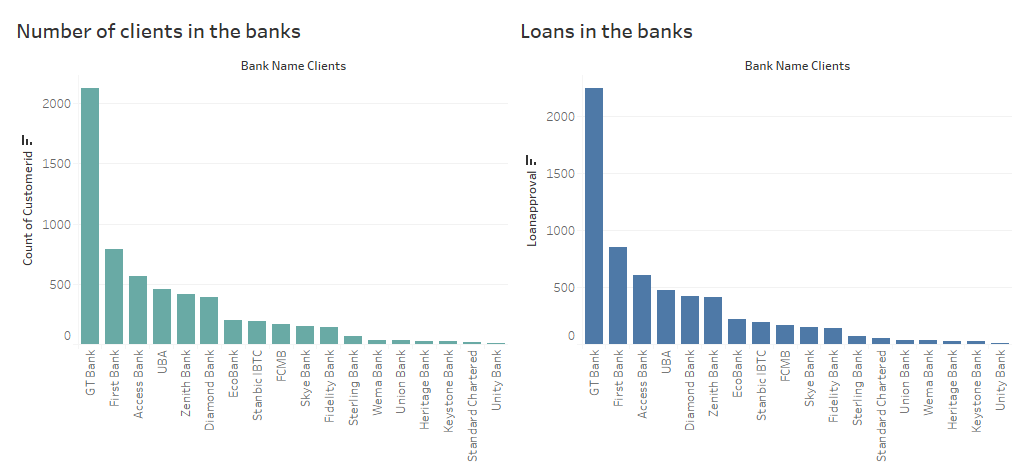 Number of clients in the banks
Bank Name Clients
Count of Customerid
2000
1500
1000
500
0
GT Bank
First Bank
Access Bank
UBA
Zenith Bank
Diamond Bank
EcoBank
Stanbic IBTC
FCMB
Skye Bank
Fidelity Bank
Sterling Bank
Wema Bank
Union Bank
Heritage Bank
Keystone Bank
Standard Chartered
Unity Bank
Loans in the banks
Bank Name Clients
Loanapproval
2000
1500
1000
500
0
GT Bank
First Bank
Access Bank
UBA
Diamond Bank
Zenith Bank
EcoBank
Stanbic IBTC
FCMB
Skye Bank
Fidelity Bank
Sterling Bank
Standard Chartered
Union Bank
Wema Bank
Heritage Bank
Keystone Bank
Unity Bank